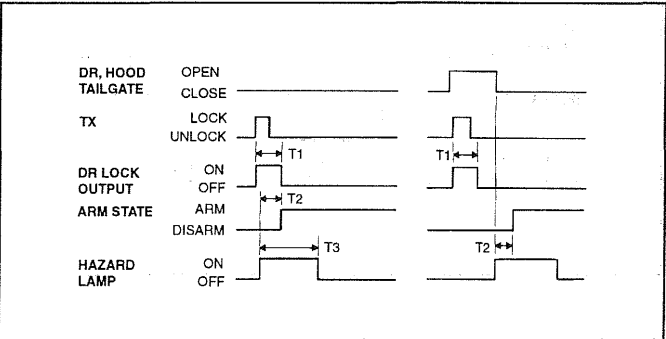 DR, HOOD TAILGATE
OPEN
CLOSE
TX
LOCK
UNLOCK
T1
T1
DR LOCK OUTPUT
ON
OFF
T2
ARM STATE
ARM
DISARM
T3
T2
HAZARD LAMP
ON
OFF